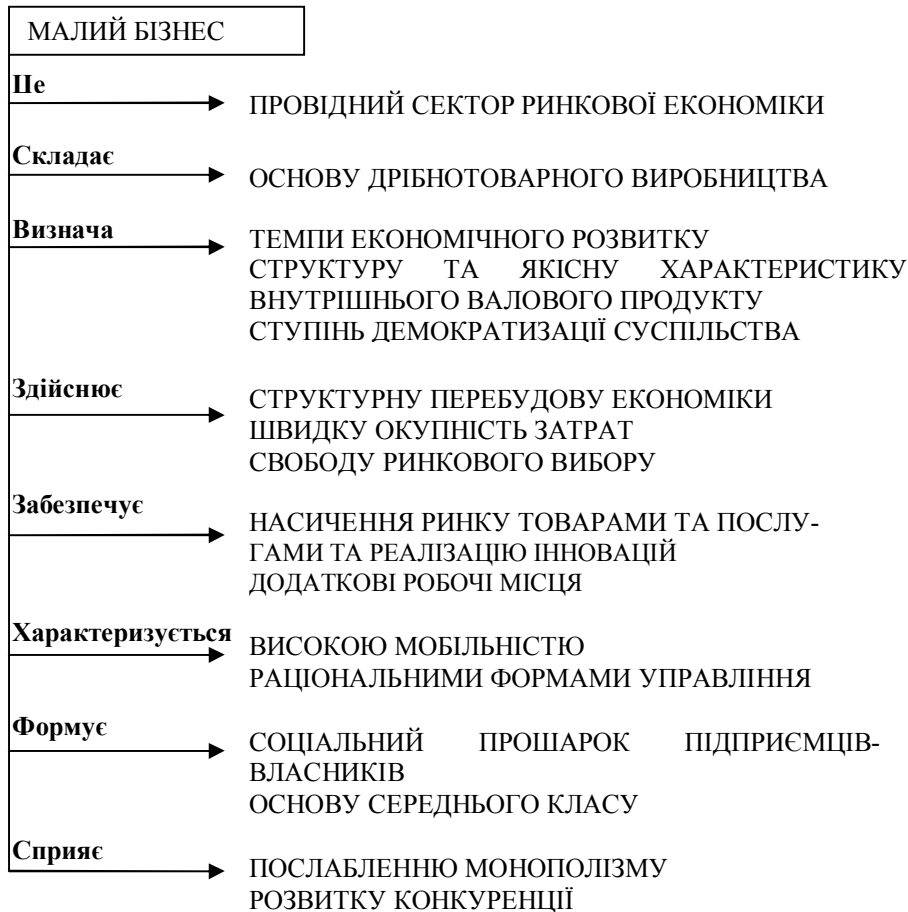 МАЛИЙ БІЗНЕС
Це
ПРОВІДНИЙ СЕКТОР РИНКОВОЇ ЕКОНОМІКИ
Складає
ОСНОВУ ДРІБНОТОВАРНОГО ВИРОБНИЦТВА
Визнача
ТЕМПИ ЕКОНОМІЧНОГО РОЗВИТКУ
СТРУКТУРУ ТА ЯКІСНУ ХАРАКТЕРИСТИКУ
ВНУТРІШНЬОГО ВАЛОВОГО ПРОДУКТУ
СТУПІНЬ ДЕМОКРАТИЗАЦІЇ СУСПІЛЬСТВА
Здійснює
СТРУКТУРНУ ПЕРЕБУДОВУ ЕКОНОМІКИ
ШВИДКУ ОКУПНІСТЬ ЗАТРАТ
СВОБОДУ РИНКОВОГО ВИБОРУ
Забезпечує
НАСИЧЕННЯ РИНКУ ТОВАРАМИ ТА ПОСЛУ-
ГАМИ ТА РЕАЛІЗАЦІЮ ІННОВАЦІЙ
ДОДАТКОВІ РОБОЧІ МІСЦЯ
Характеризується
ВИСОКОЮ МОБІЛЬНІСТЮ
РАЦІОНАЛЬНИМИ ФОРМАМИ УПРАВЛІННЯ
Формує
СОЦІАЛЬНИЙ ПРОШАРОК ПІДПРИЄМЦІВ-
ВЛАСНИКІВ
ОСНОВУ СЕРЕДНЬОГО КЛАСУ
Сприяє
ПОСЛАБЛЕННЮ МОНОПОЛІЗМУ
РОЗВИТКУ КОНКУРЕНЦІЇ